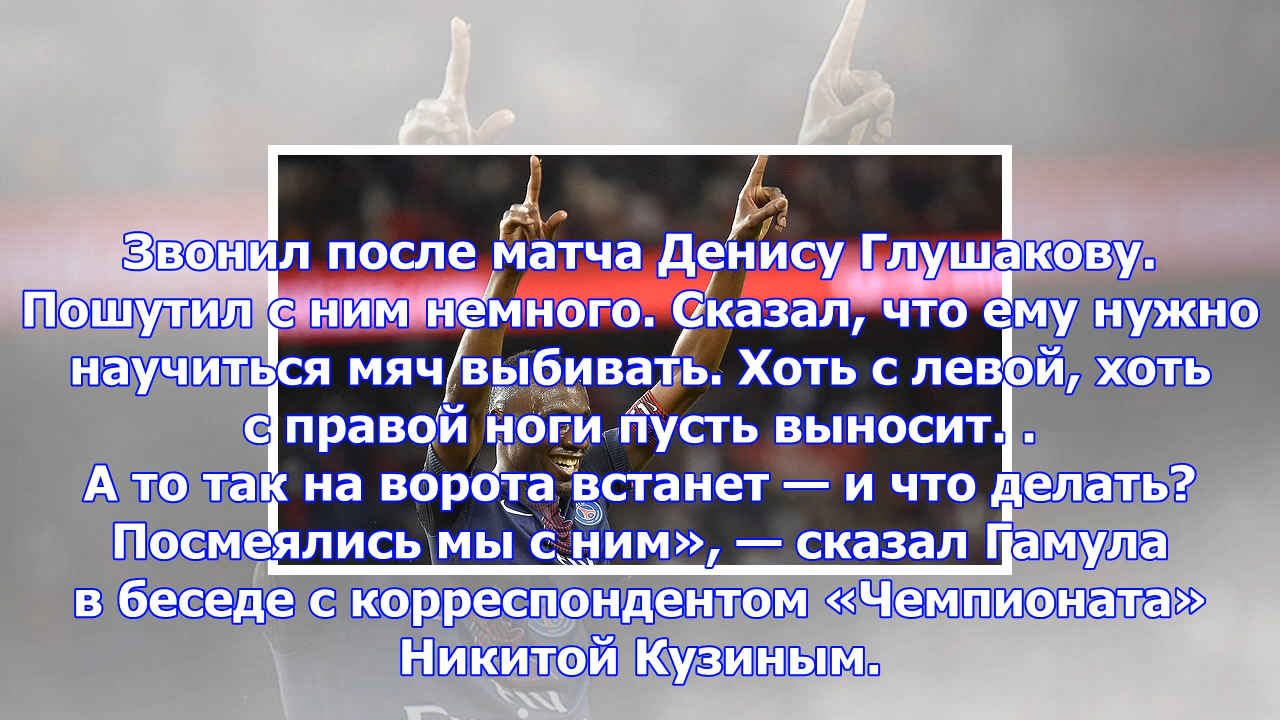 Звонил после матча Денису Глушакову.
Пошутил с ним немного. Сказал, что ему нужно
научиться мяч выбивать. Хоть с левой, хоть
с правой ноги пусть выносит. .
А то так на ворота встанет — и что делать?
Посмеялись мы с ним», — сказал Гамула
в беседе с корреспондентом «Чемпионата»
Никитой Кузиным.